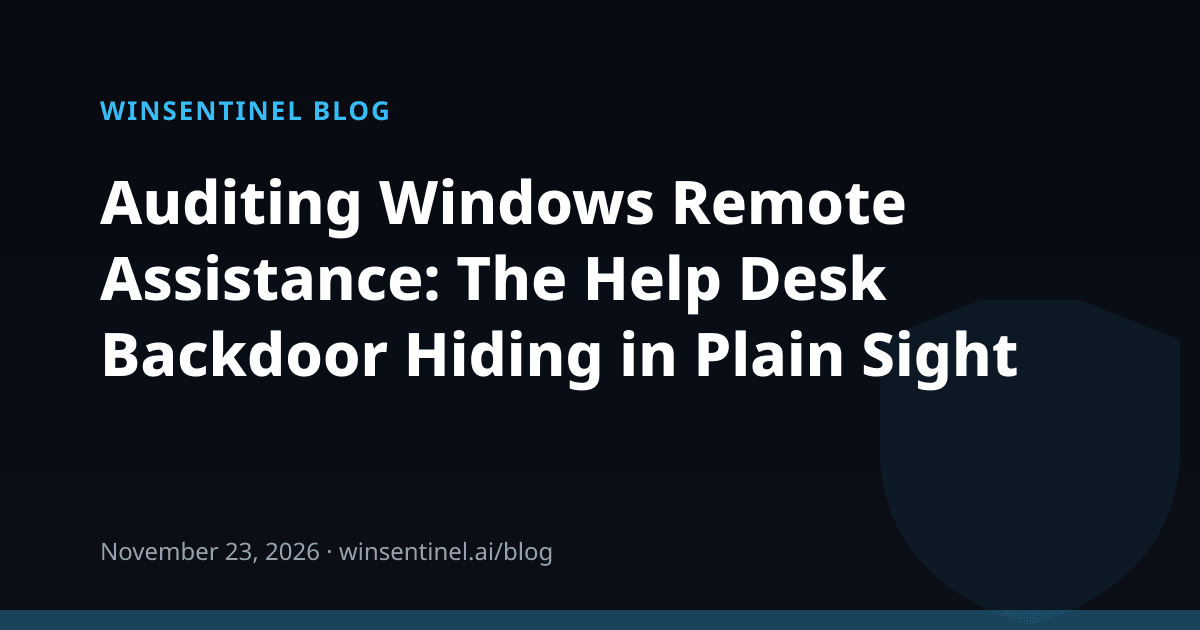 WINSENTINEL BLOG
Auditing Windows Remote
Assistance: The Help Desk
Backdoor Hiding in Plain Sight
November 23, 2026 · winsentinel.ai/blog